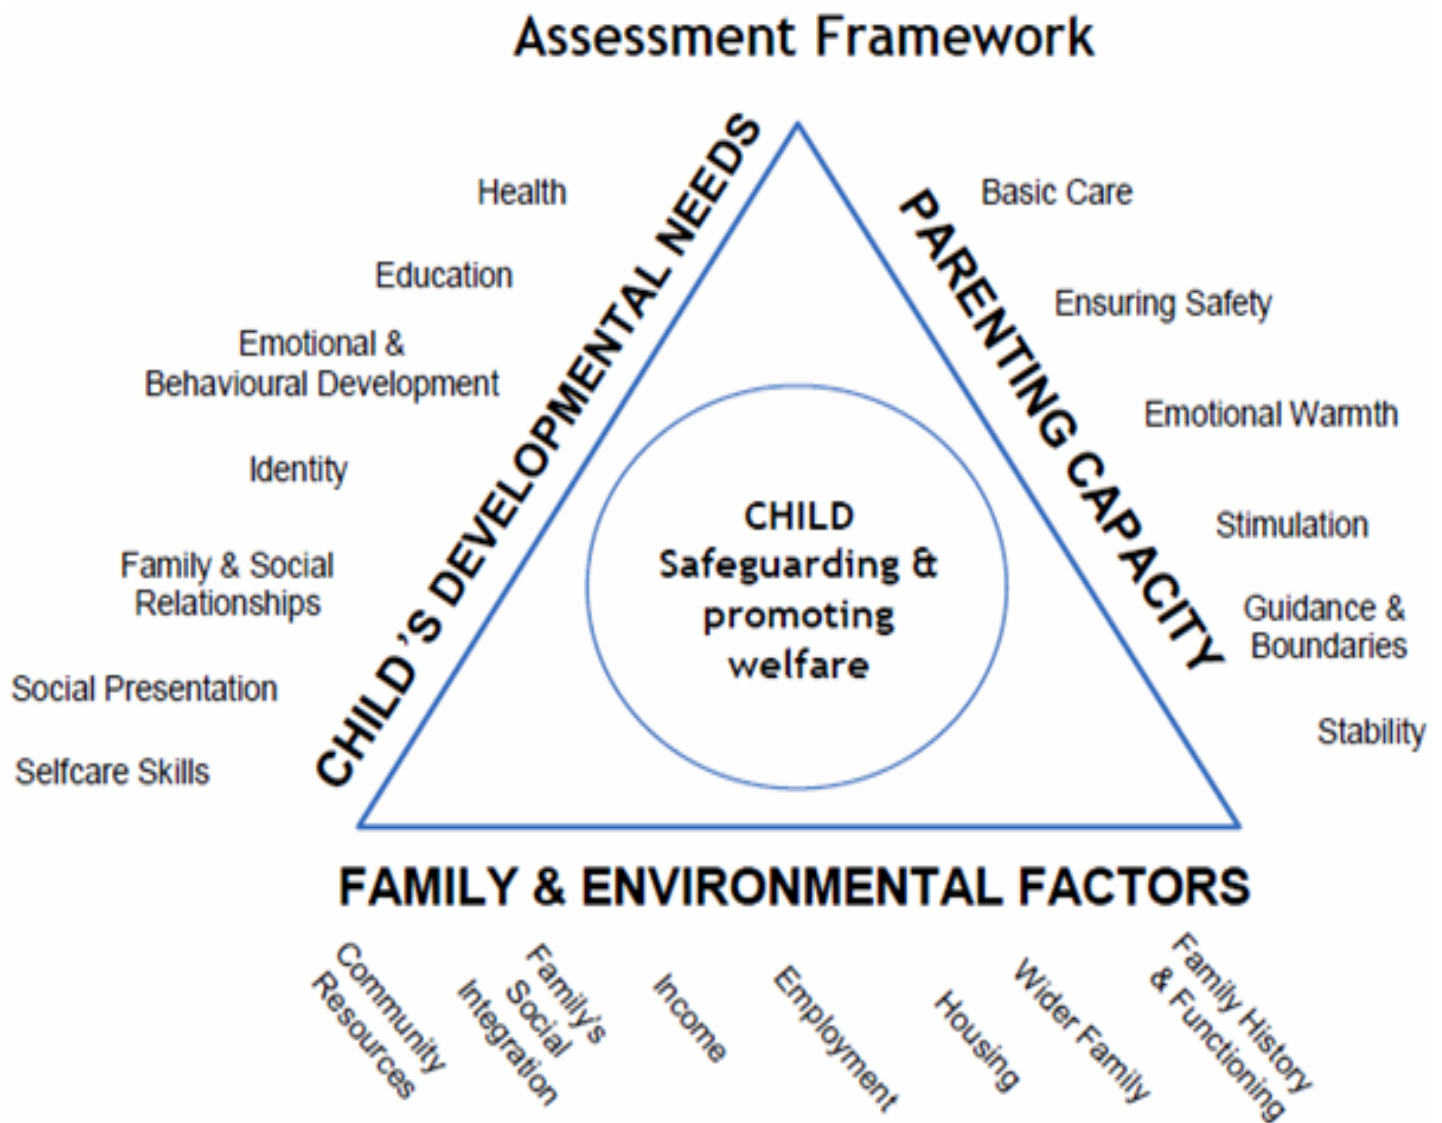 Assessment Framework
CHILD'S DEVELOPMENTAL NEEDS
Health
Education
Emotional &
Behavioural Development
Identity
Family & Social
Relationships
Social Presentation
Selfcare Skills
PARENTING CAPACITY
Basic Care
Ensuring Safety
Emotional Warmth
Stimulation
Guidance &
Boundaries
Stability
CHILD
Safeguarding &
promoting
welfare
FAMILY & ENVIRONMENTAL FACTORS
Community
Resources
Family's
Social
Integration
Income
Employment
Housing
Wider Family
Family History
& Functioning